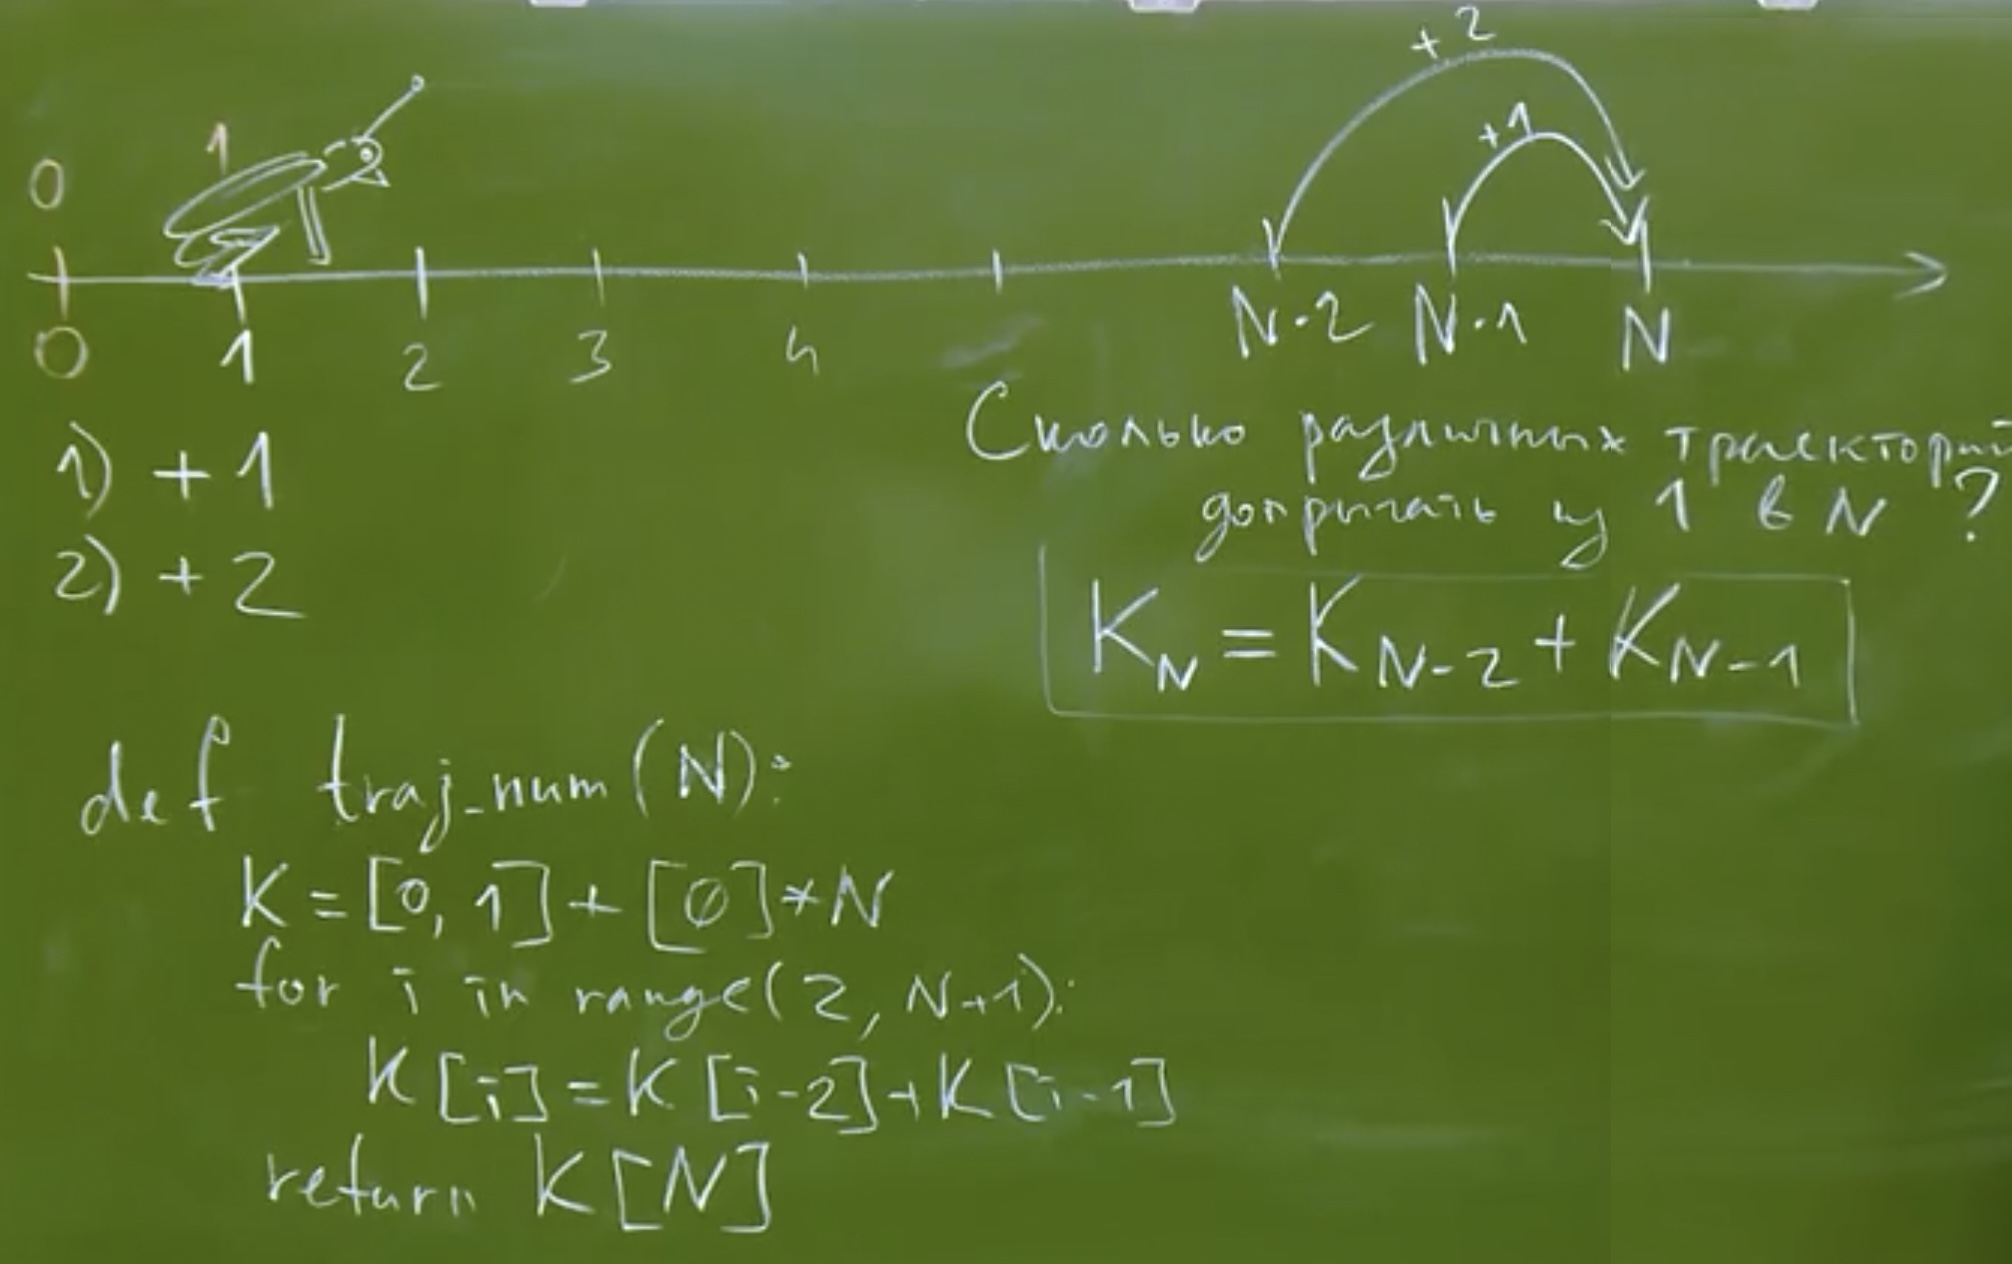 +2
+1
0 1
N-2 N-1 N
0 1 2 3 4
1) +1
2) +2
Сколько различных траекторий
допрыгать из 1 в N ?
K_N = K_{N-2} + K_{N-1}
def traj_num(N):
K = [0, 1] + [0] * N
for i in range(2, N+1):
K[i] = K[i-2] + K[i-1]
return K[N]